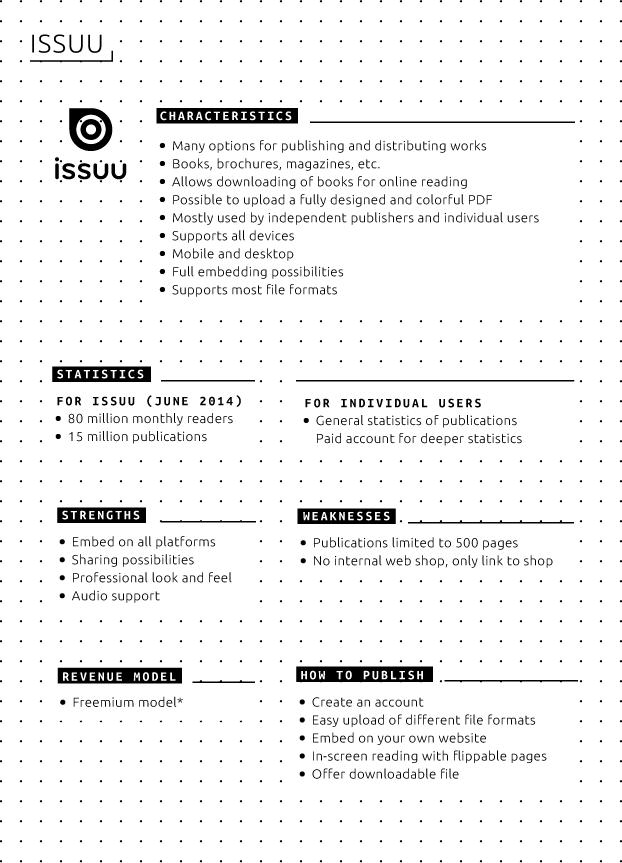 ISSUU
issuu
CHARACTERISTICS
• Many options for publishing and distributing works
• Books, brochures, magazines, etc.
• Allows downloading of books for online reading
• Possible to upload a fully designed and colorful PDF
• Mostly used by independent publishers and individual users
• Supports all devices
• Mobile and desktop
• Full embedding possibilities
• Supports most file formats
STATISTICS
FOR ISSUU (JUNE 2014)
• 80 million monthly readers
• 15 million publications
FOR INDIVIDUAL USERS
• General statistics of publications
Paid account for deeper statistics
STRENGTHS
• Embed on all platforms
• Sharing possibilities
• Professional look and feel
• Audio support
WEAKNESSES
• Publications limited to 500 pages
• No internal web shop, only link to shop
REVENUE MODEL
• Freemium model*
HOW TO PUBLISH
• Create an account
• Easy upload of different file formats
• Embed on your own website
• In-screen reading with flippable pages
• Offer downloadable file